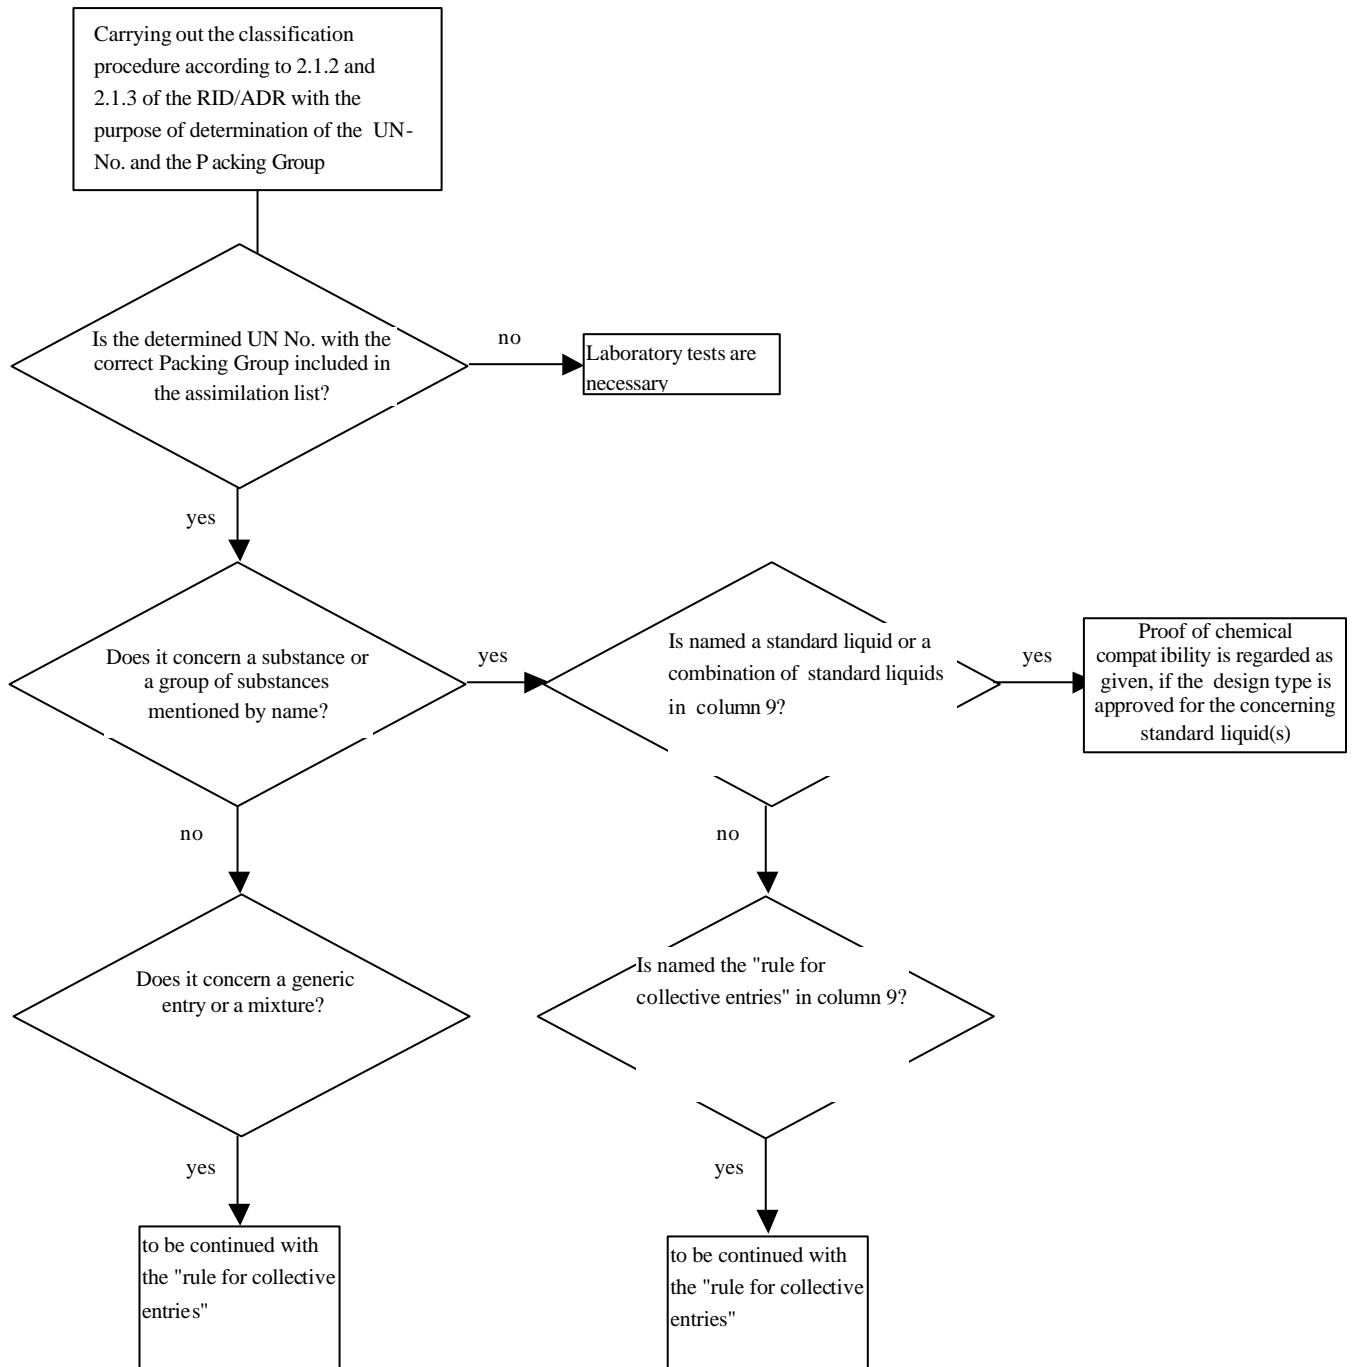 Carrying out the classification
procedure according to 2.1.2 and
2.1.3 of the RID/ADR with the
purpose of determination of the UN-
No. and the Packing Group
Is the determined UN No. with the
correct Packing Group included in
the assimilation list?
no
Laboratory tests are
necessary
yes
Does it concern a substance or
a group of substances
mentioned by name?
yes
Is named a standard liquid or a
combination of standard liquids
in column 9?
yes
Proof of chemical
compatibility is regarded as
given, if the design type is
approved for the concerning
standard liquid(s)
no
no
Does it concern a generic
entry or a mixture?
Is named the "rule for
collective entries" in column 9?
yes
yes
to be continued with
the "rule for collective
entries"
to be continued with
the "rule for collective
entries"